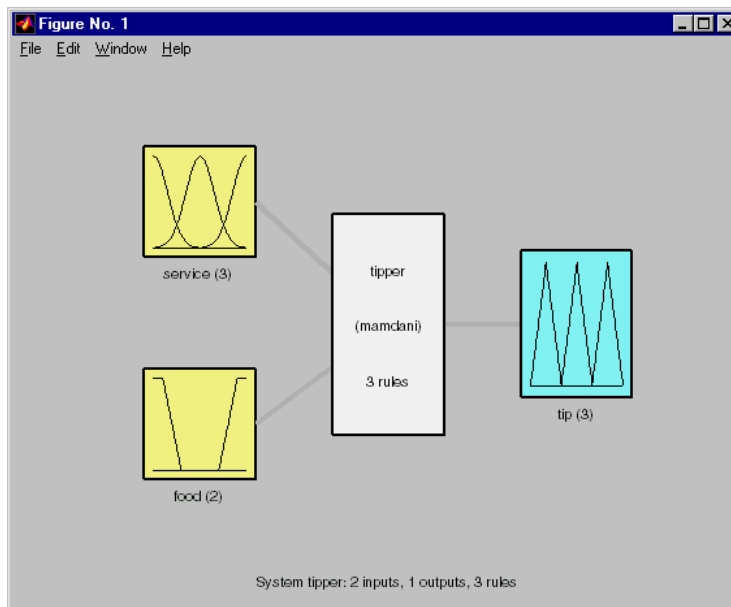 Figure No. 1
File Edit Window Help
service (3)
tipper
(mamdani)
3 rules
tip (3)
food (2)
System tipper: 2 inputs, 1 outputs, 3 rules